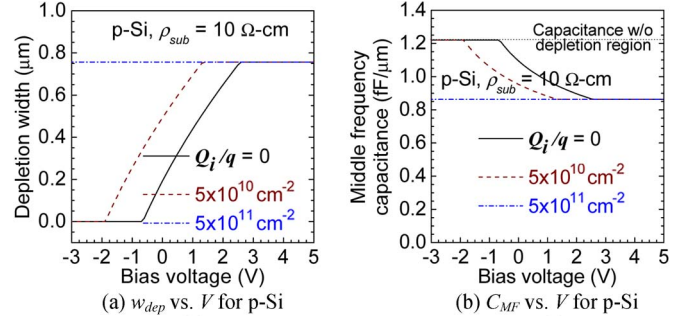 p-Si, ρsub = 10 Ω-cm
Depletion width (μm)
1.0
0.8
0.6
0.4
0.2
0.0
Qi/q = 0
5x10^10 cm^-2
5x10^11 cm^-2
-3 -2 -1 0 1 2 3 4 5
Bias voltage (V)
(a) wdep vs. V for p-Si
Capacitance w/o
depletion region
p-Si, ρsub = 10 Ω-cm
Middle frequency
capacitance (fF/μm)
1.4
1.2
1.0
0.8
0.6
0.4
0.2
0.0
Qi/q = 0
5x10^10 cm^-2
5x10^11 cm^-2
-3 -2 -1 0 1 2 3 4 5
Bias voltage (V)
(b) CMF vs. V for p-Si